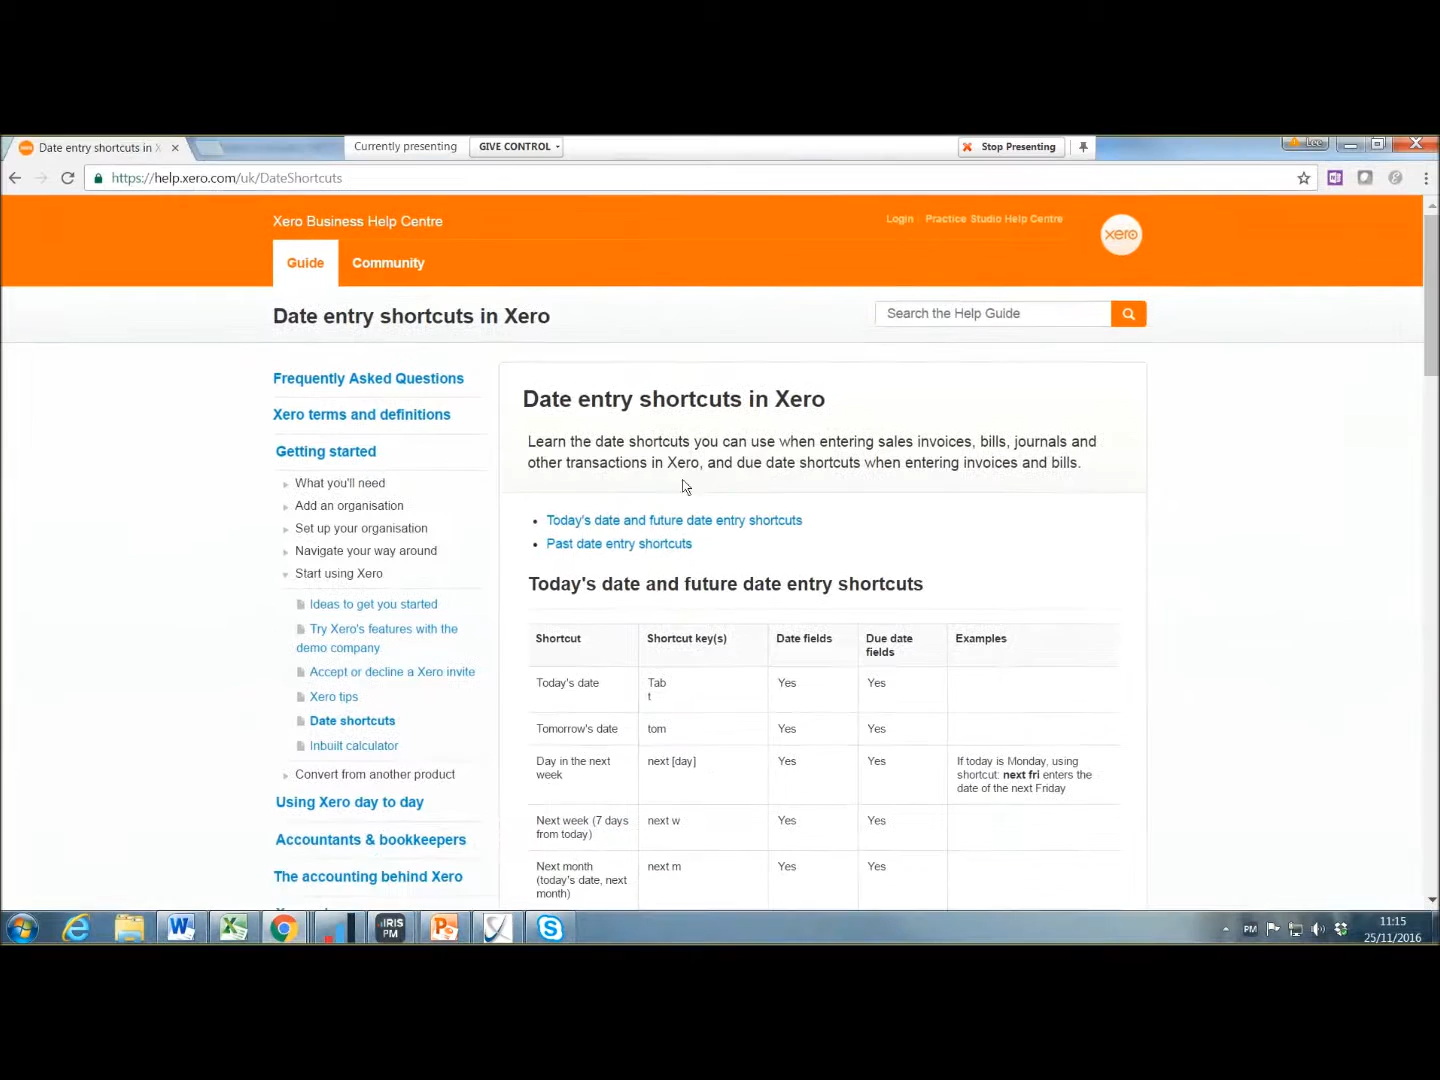 Date entry shortcuts in X
Currently presenting
GIVE CONTROL
Stop Presenting
Lee
https://help.xero.com/uk/DateShortcuts
Xero Business Help Centre
Login
Practice Studio Help Centre
xero
Guide
Community
Date entry shortcuts in Xero
Search the Help Guide
Frequently Asked Questions
Xero terms and definitions
Getting started
What you'll need
Add an organisation
Set up your organisation
Navigate your way around
Start using Xero
Ideas to get you started
Try Xero's features with the
demo company
Accept or decline a Xero invite
Xero tips
Date shortcuts
Inbuilt calculator
Convert from another product
Using Xero day to day
Accountants & bookkeepers
The accounting behind Xero
Date entry shortcuts in Xero
Learn the date shortcuts you can use when entering sales invoices, bills, journals and
other transactions in Xero, and due date shortcuts when entering invoices and bills.
• Today's date and future date entry shortcuts
• Past date entry shortcuts
Today's date and future date entry shortcuts
Shortcut
Shortcut key(s)
Date fields
Due date
fields
Examples
Today's date
Tab
t
Yes
Yes
Tomorrow's date
tom
Yes
Yes
Day in the next
week
next [day]
Yes
Yes
If today is Monday, using
shortcut: next fri enters the
date of the next Friday
Next week (7 days
from today)
next w
Yes
Yes
Next month
(today's date, next
month)
next m
Yes
Yes
IRIS
PM
PM
11:15
25/11/2016